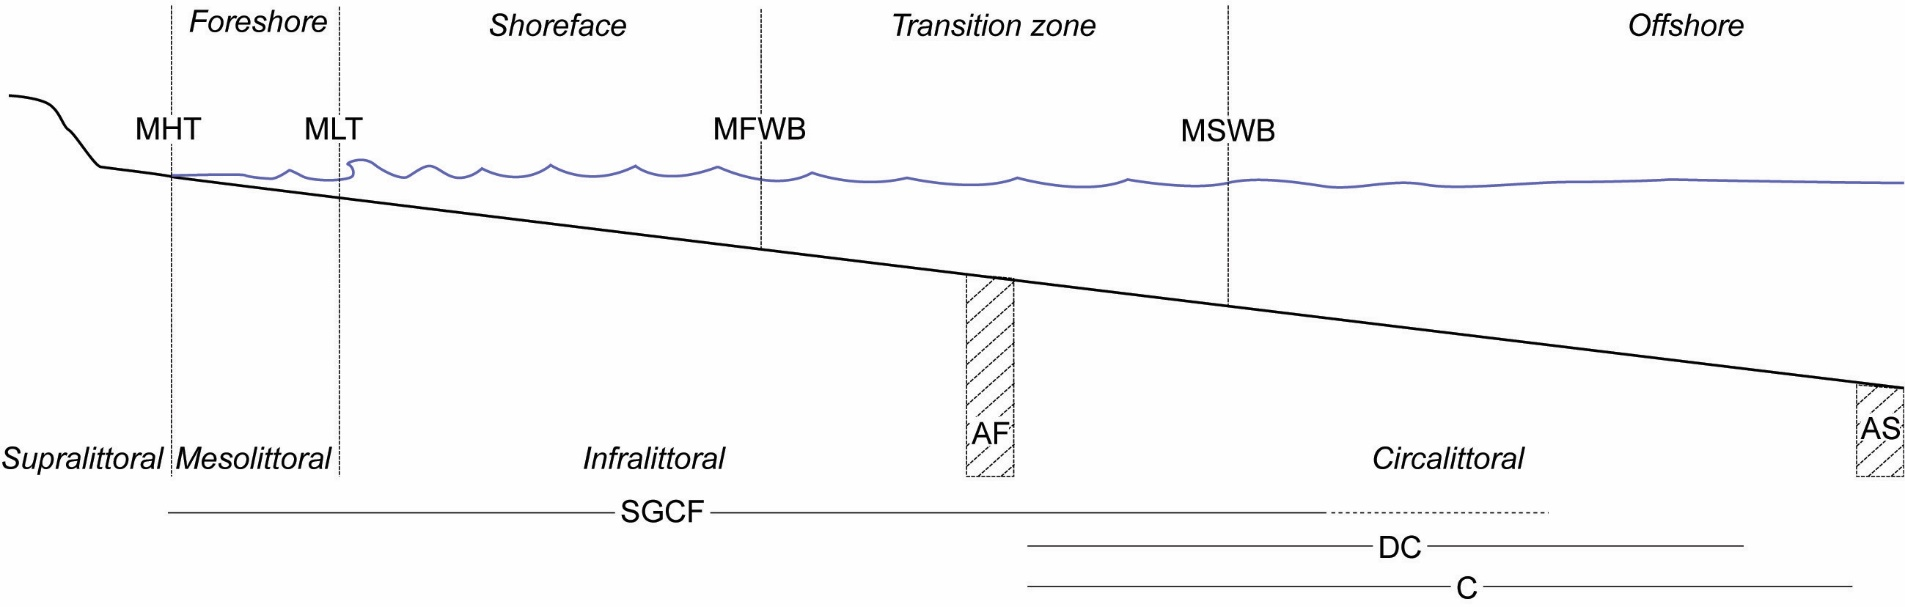 Foreshore
Shoreface
Transition zone
Offshore
MHT
MLT
MFWB
MSWB
AF
AS
Supralittoral
Mesolittoral
Infralittoral
Circalittoral
SGCF
DC
C